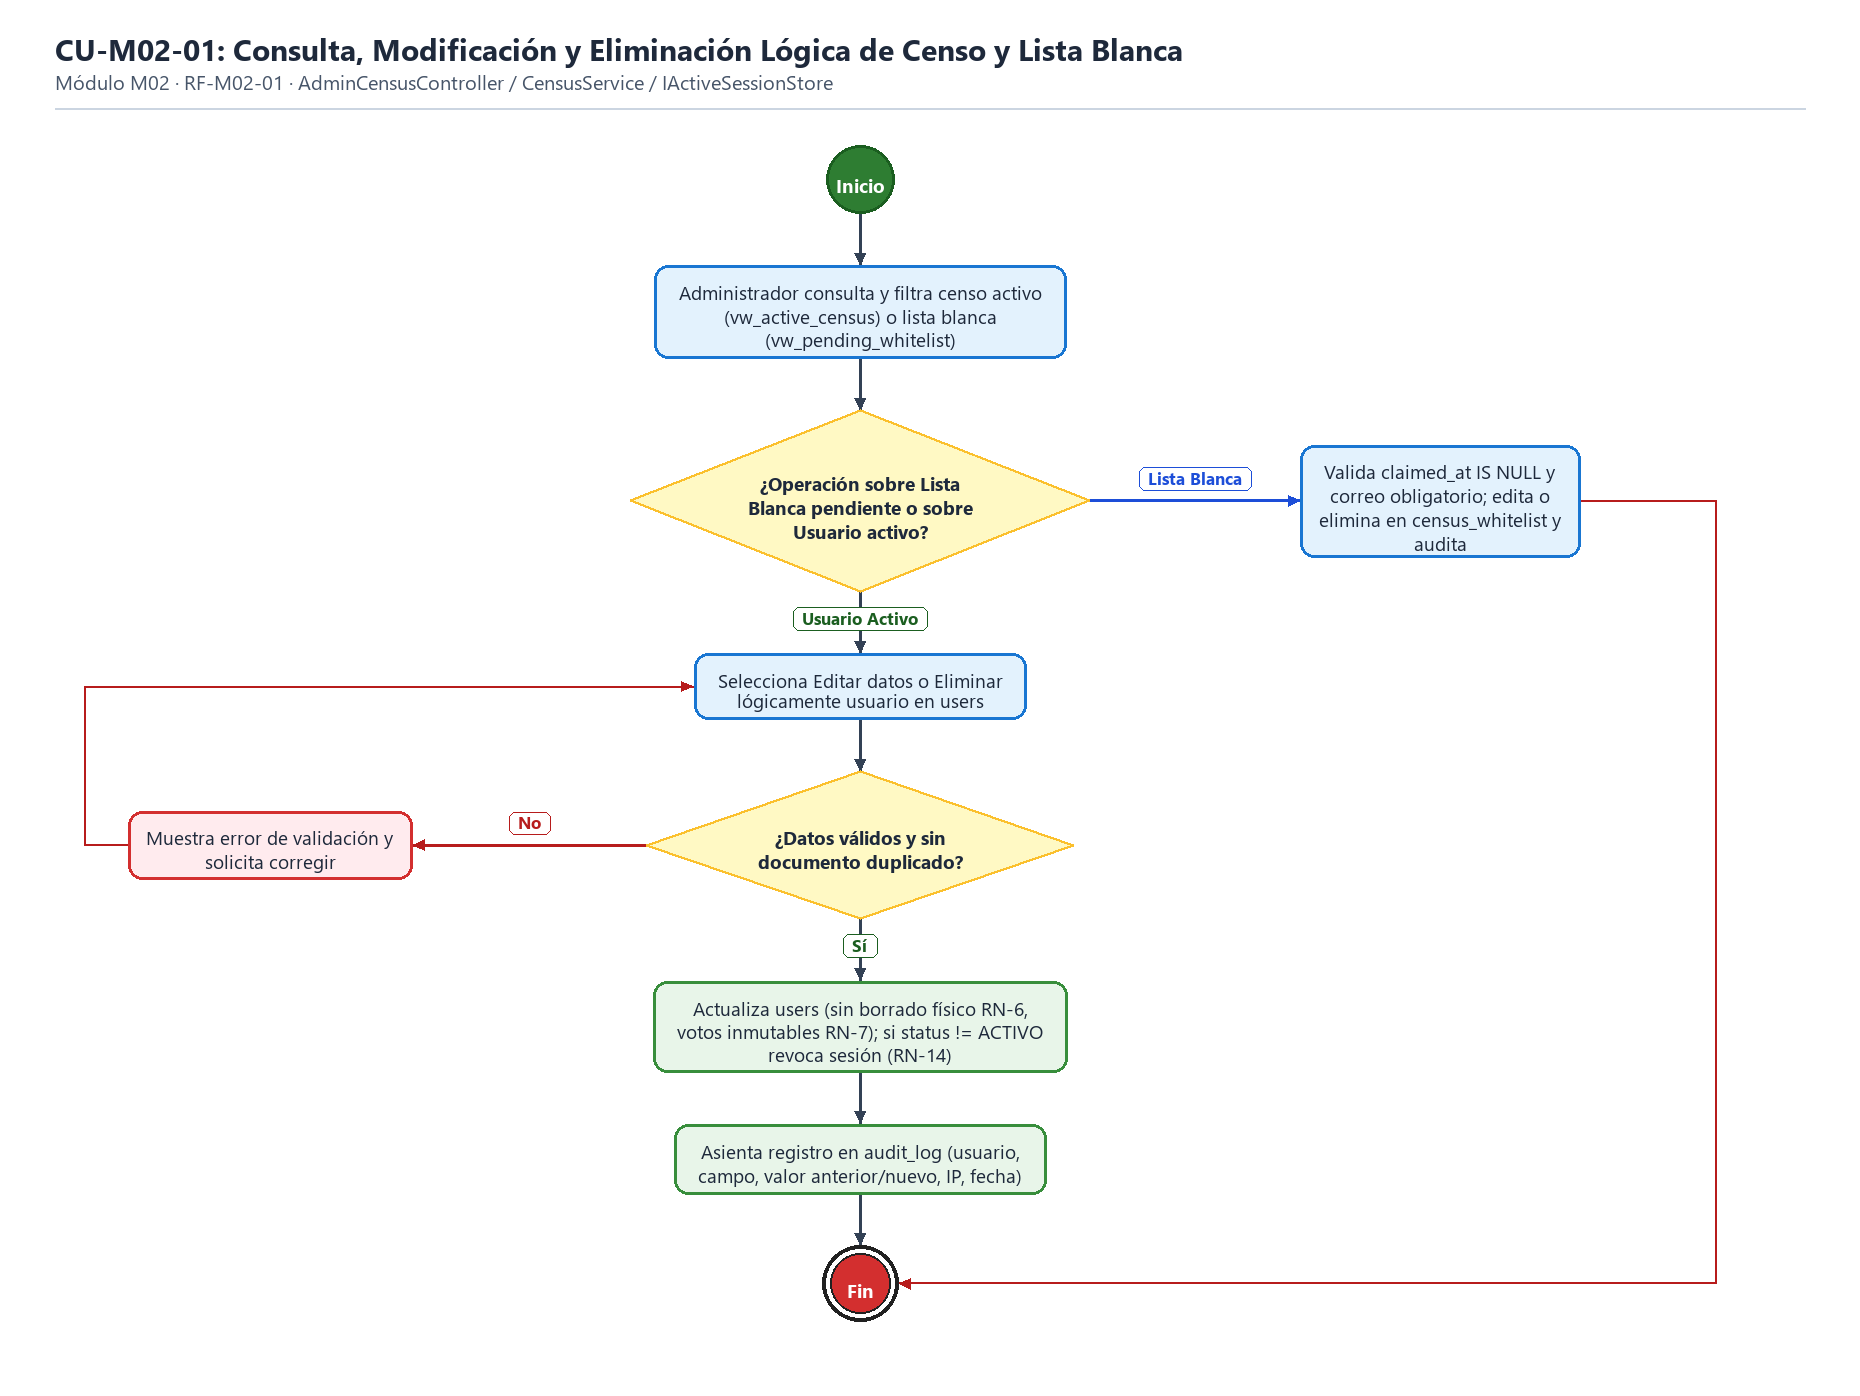 CU-M02-01: Consulta, Modificación y Eliminación Lógica de Censo y Lista Blanca
Módulo M02 · RF-M02-01 · AdminCensusController / CensusService / IActiveSessionStore
Inicio
Administrador consulta y filtra censo activo
(vw_active_census) o lista blanca
(vw_pending_whitelist)
¿Operación sobre Lista
Blanca pendiente o sobre
Usuario activo?
Lista Blanca
Valida claimed_at IS NULL y
correo obligatorio; edita o
elimina en census_whitelist y
audita
Usuario Activo
Selecciona Editar datos o Eliminar
lógicamente usuario en users
¿Datos válidos y sin
documento duplicado?
No
Muestra error de validación y
solicita corregir
Sí
Actualiza users (sin borrado físico RN-6,
votos inmutables RN-7); si status != ACTIVO
revoca sesión (RN-14)
Asienta registro en audit_log (usuario,
campo, valor anterior/nuevo, IP, fecha)
Fin